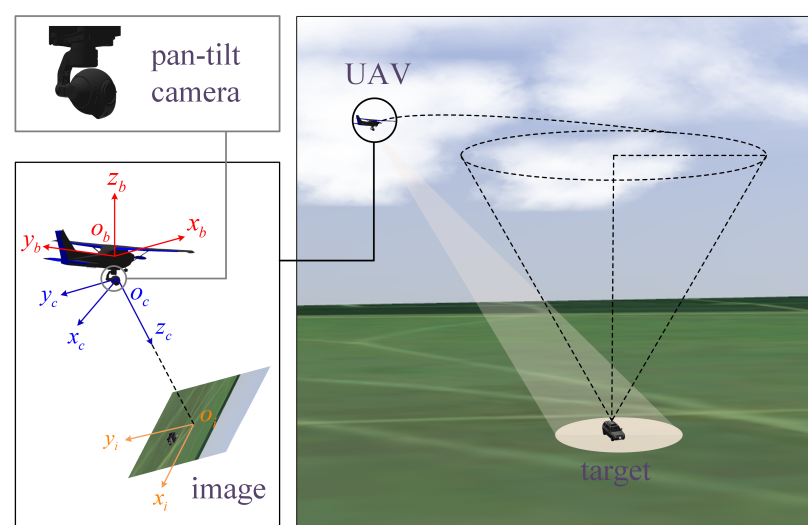 pan-tilt
camera
UAV
z_b
o_b
x_b
y_b
y_c
o_c
x_c
z_c
o_i
y_i
x_i
image
target